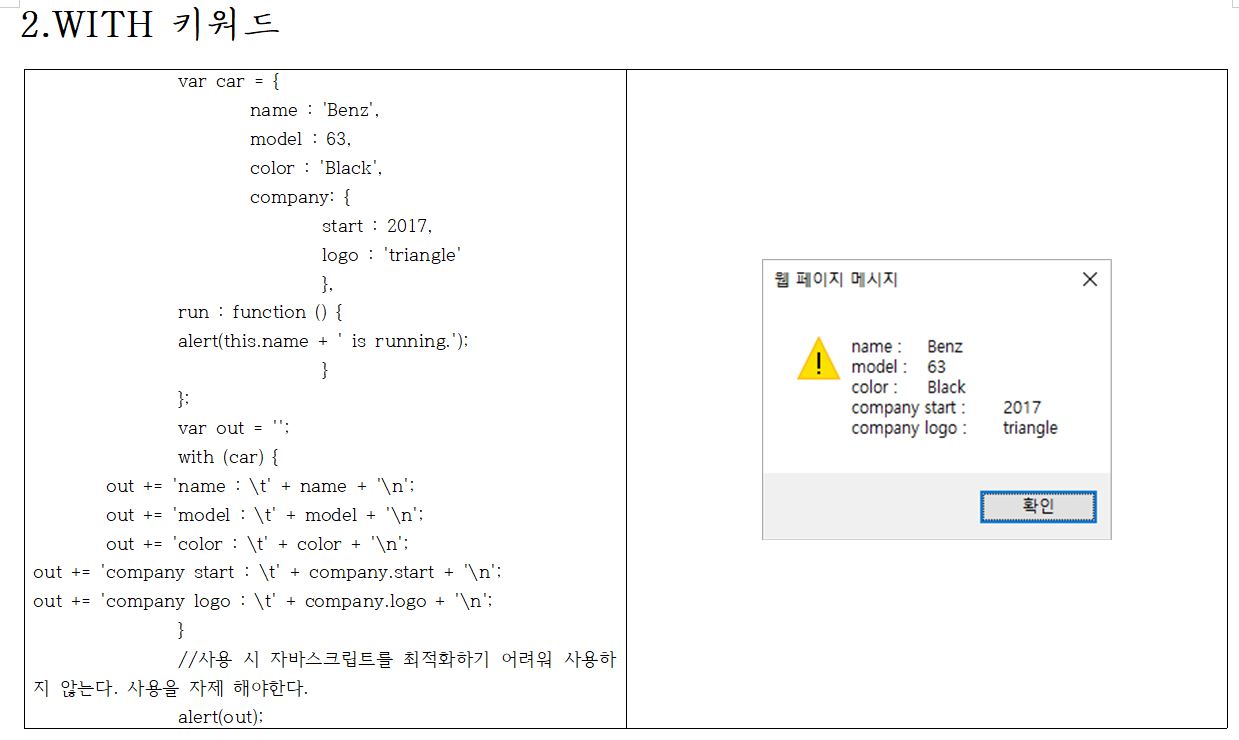 2.WITH 키워드
var car = {
name : 'Benz',
model : 63,
color : 'Black',
company: {
start : 2017,
logo : 'triangle'
},
run : function () {
alert(this.name + ' is running.');
}
};
var out = '';
with (car) {
out += 'name : \t' + name + '\n';
out += 'model : \t' + model + '\n';
out += 'color : \t' + color + '\n';
out += 'company start : \t' + company.start + '\n';
out += 'company logo : \t' + company.logo + '\n';
}
//사용 시 자바스크립트를 최적화하기 어려워 사용하
지 않는다. 사용을 자제 해야한다.
alert(out);
웹 페이지 메시지
name : Benz
model : 63
color : Black
company start : 2017
company logo : triangle
확인